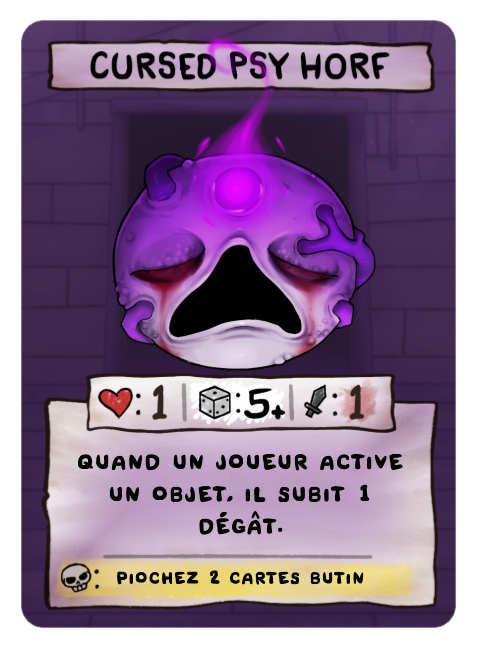 CURSED PSY HORF
:1 :5+ :1
QUAND UN JOUEUR ACTIVE
UN OBJET, IL SUBIT 1
DÉGÂT.
: PIOCHEZ 2 CARTES BUTIN